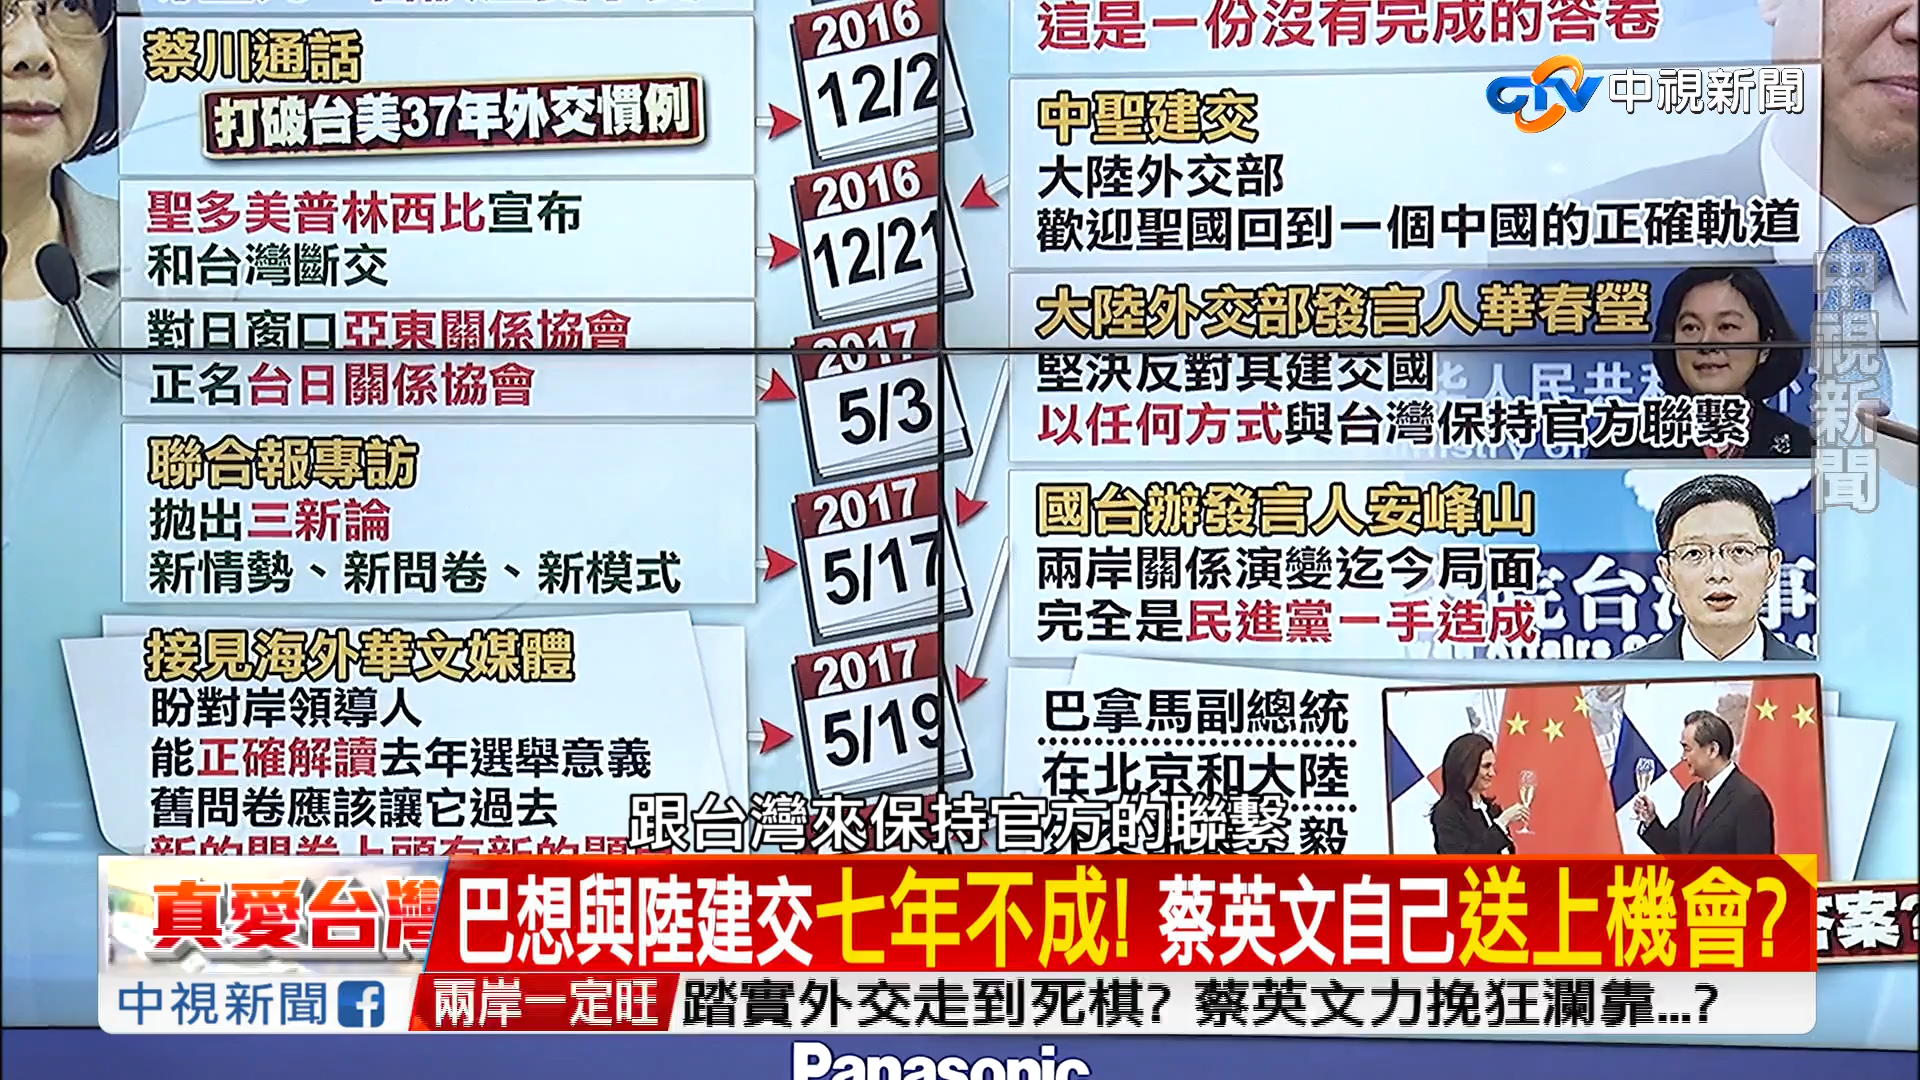 蔡川通話
打破台美37年外交慣例
聖多美普林西比宣布
和台灣斷交
對日窗口亞東關係協會
正名台日關係協會
聯合報專訪
拋出三新論
新情勢、新問卷、新模式
接見海外華文媒體
盼對岸領導人
能正確解讀去年選舉意義
舊問卷應該讓它過去
2016
12/2
2016
12/21
2017
5/3
2017
5/17
2017
5/19
這是一份沒有完成的答卷
中聖建交
大陸外交部
歡迎聖國回到一個中國的正確軌道
大陸外交部發言人華春瑩
堅決反對其建交國
以任何方式與台灣保持官方聯繫
國台辦發言人安峰山
兩岸關係演變迄今局面
完全是民進黨一手造成
巴拿馬副總統
在北京和大陸
CTV 中視新聞
中視新聞
跟台灣來保持官方的聯繫
真愛台灣
巴想與陸建交七年不成! 蔡英文自己送上機會?
答案?
中視新聞
兩岸一定旺
踏實外交走到死棋? 蔡英文力挽狂瀾靠...?
Panasonic